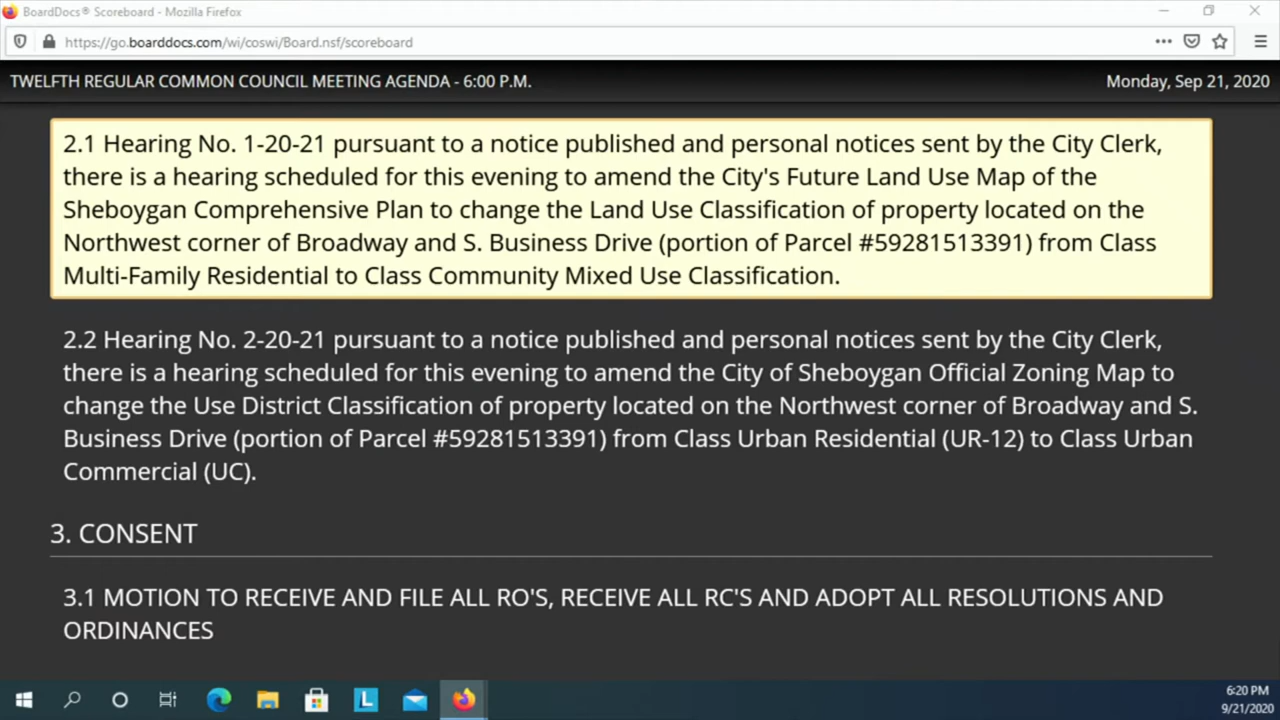 BoardDocs® Scoreboard - Mozilla Firefox
https://go.boarddocs.com/wi/coswi/Board.nsf/scoreboard
TWELFTH REGULAR COMMON COUNCIL MEETING AGENDA - 6:00 P.M.
Monday, Sep 21, 2020
2.1 Hearing No. 1-20-21 pursuant to a notice published and personal notices sent by the City Clerk,
there is a hearing scheduled for this evening to amend the City's Future Land Use Map of the
Sheboygan Comprehensive Plan to change the Land Use Classification of property located on the
Northwest corner of Broadway and S. Business Drive (portion of Parcel #59281513391) from Class
Multi-Family Residential to Class Community Mixed Use Classification.
2.2 Hearing No. 2-20-21 pursuant to a notice published and personal notices sent by the City Clerk,
there is a hearing scheduled for this evening to amend the City of Sheboygan Official Zoning Map to
change the Use District Classification of property located on the Northwest corner of Broadway and S.
Business Drive (portion of Parcel #59281513391) from Class Urban Residential (UR-12) to Class Urban
Commercial (UC).
3. CONSENT
3.1 MOTION TO RECEIVE AND FILE ALL RO'S, RECEIVE ALL RC'S AND ADOPT ALL RESOLUTIONS AND
ORDINANCES
L
6:20 PM
9/21/2020